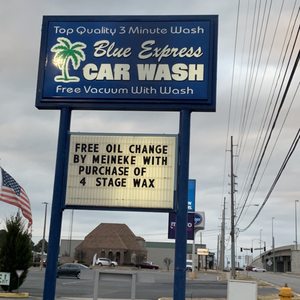 Top Quality 3 Minute Wash
Blue Express
CAR WASH
Free Vacuum With Wash
FREE OIL CHANGE
BY MEINEKE WITH
PURCHASE OF
4 STAGE WAX